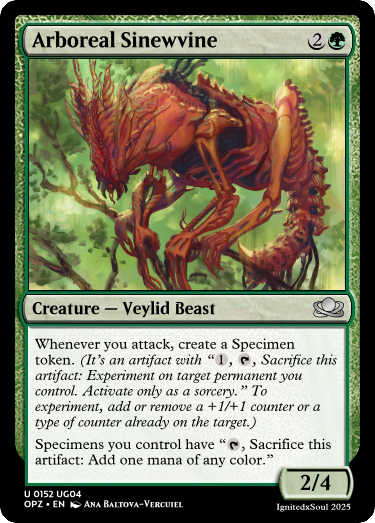 Arboreal Sinewvine 2
Creature — Veylid Beast
Whenever you attack, create a Specimen
token. (It's an artifact with “1, , Sacrifice this
artifact: Experiment on target permanent you
control. Activate only as a sorcery.” To
experiment, add or remove a +1/+1 counter or a
type of counter already on the target.)
Specimens you control have “ , Sacrifice this
artifact: Add one mana of any color.”
2/4
U 0152 UG04
OPZ • EN Ana Baltova-Vercuiel
IgnitedxSoul 2025